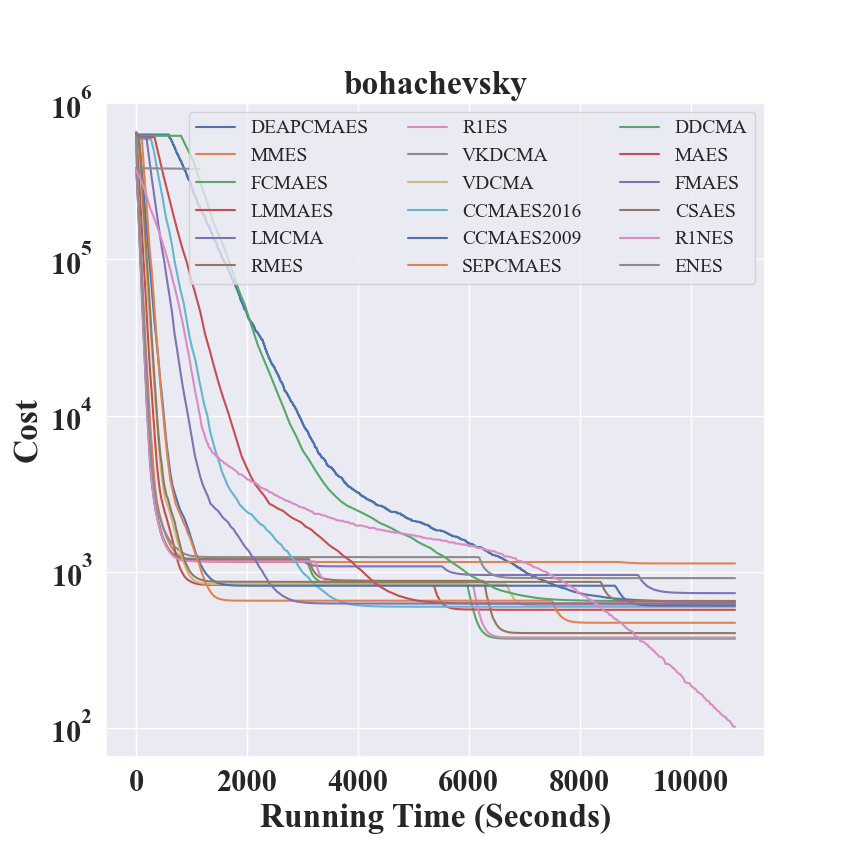 bohachevsky
10^6
10^5
10^4
10^3
10^2
Cost
DEAPCMAES R1ES DDCMA
MMES VKDCMA MAES
FCMAES VDCMA FMAES
LMMAES CCMAES2016 CSAES
LMCMA CCMAES2009 R1NES
RMES SEPCMAES ENES
0 2000 4000 6000 8000 10000
Running Time (Seconds)